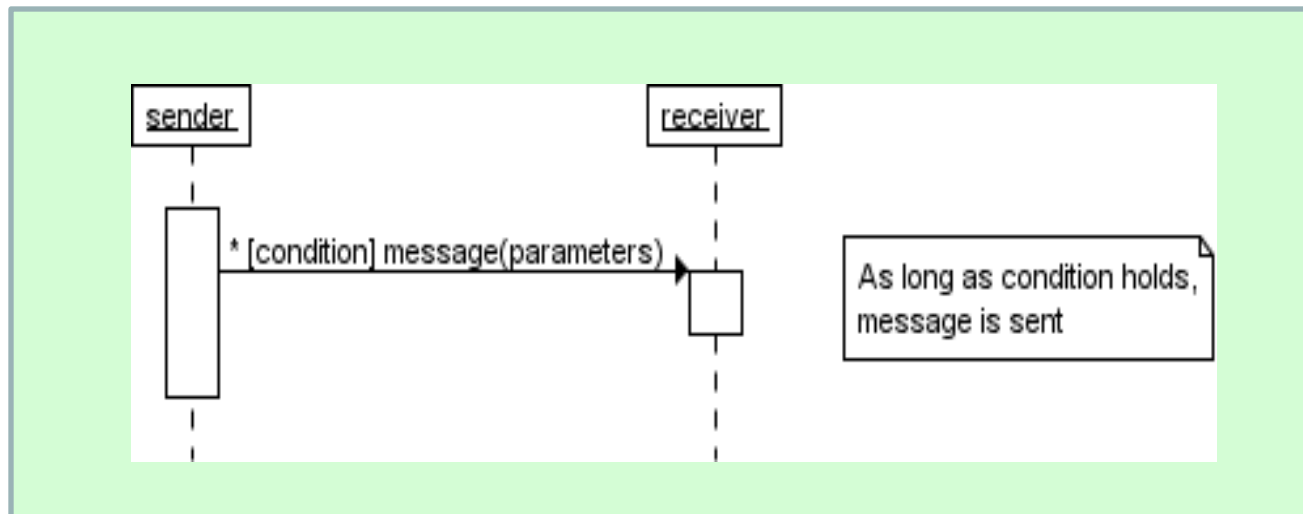 sender
receiver
* [condition] message(parameters)
As long as condition holds,
message is sent